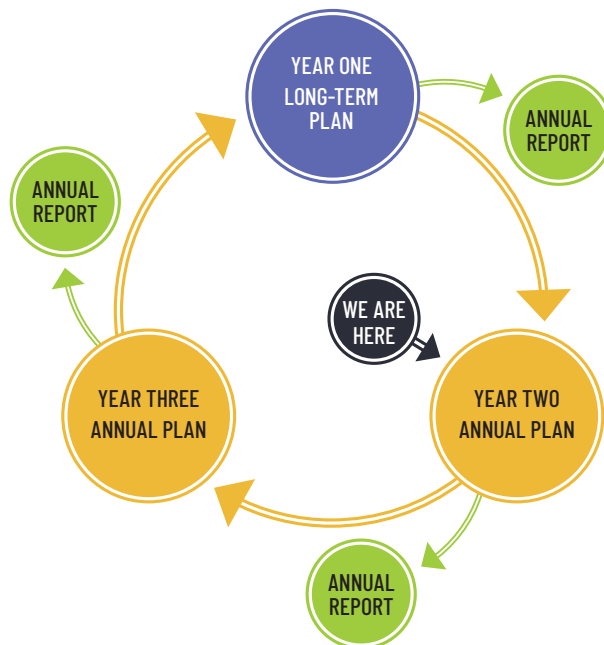 YEAR ONE
LONG-TERM
PLAN
ANNUAL
REPORT
ANNUAL
REPORT
WE ARE
HERE
YEAR THREE
ANNUAL PLAN
YEAR TWO
ANNUAL PLAN
ANNUAL
REPORT